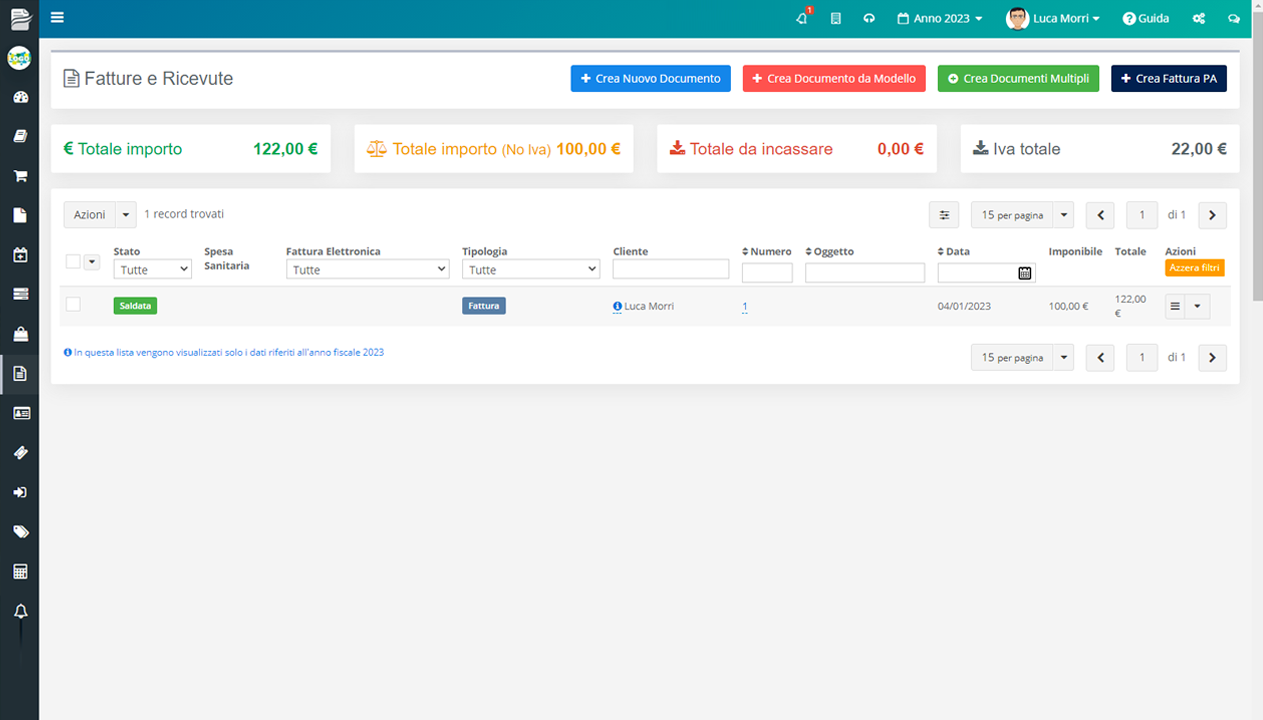 LOGO
1
Anno 2023
Luca Morri
Guida
Fatture e Ricevute
Crea Nuovo Documento
Crea Documento da Modello
Crea Documenti Multipli
Crea Fattura PA
€ Totale importo 122,00 €
Totale importo (No Iva) 100,00 €
Totale da incassare 0,00 €
Iva totale 22,00 €
Azioni
1 record trovati
15 per pagina
1
di 1
Stato
Spesa
Sanitaria
Fattura Elettronica
Tipologia
Cliente
Numero
Oggetto
Data
Imponibile
Totale
Azioni
Tutte
Tutte
Tutte
Azzera filtri
Saldata
Fattura
Luca Morri
1
04/01/2023
100,00 €
122,00
€
In questa lista vengono visualizzati solo i dati riferiti all'anno fiscale 2023
15 per pagina
1
di 1